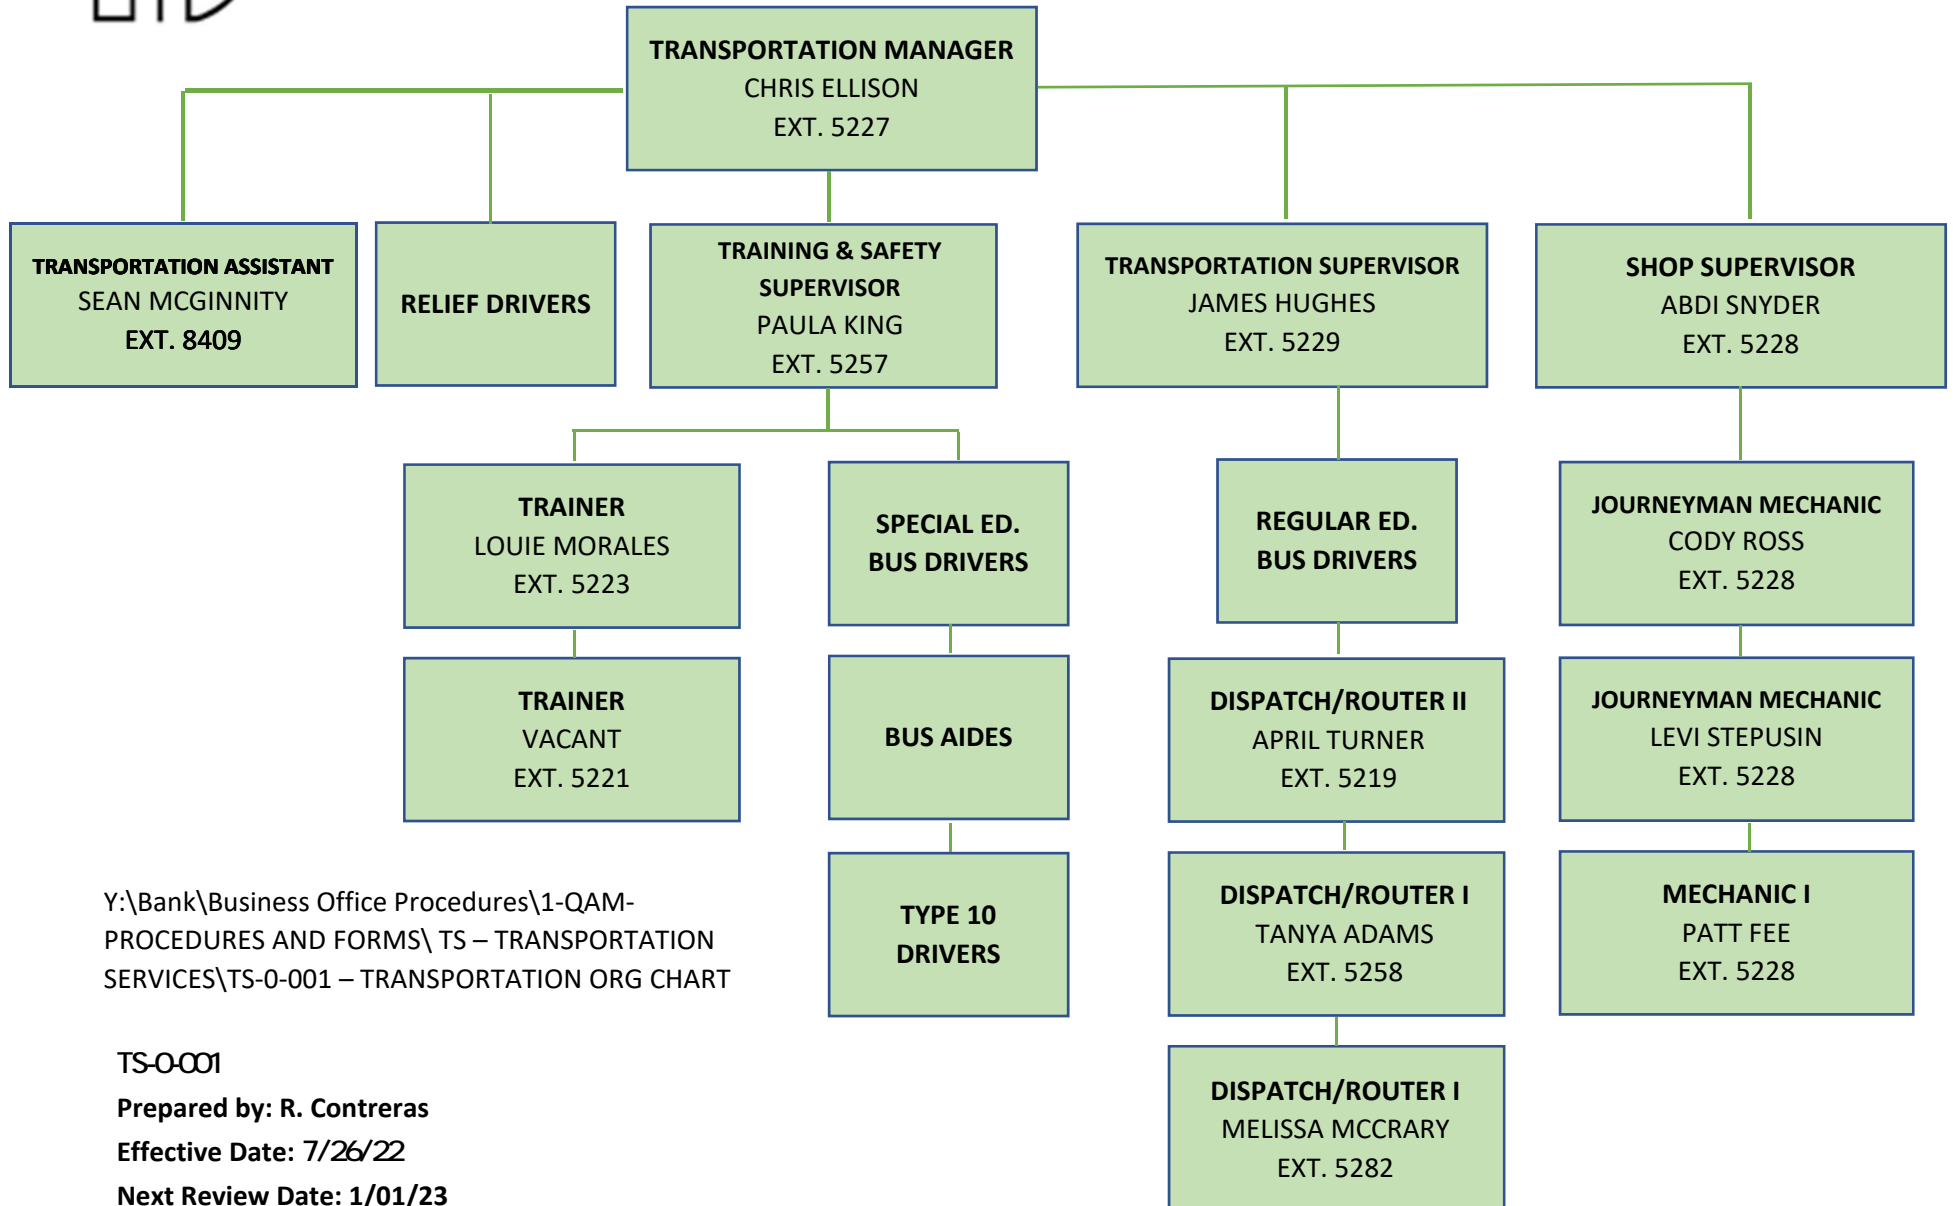 TRANSPORTATION MANAGER
CHRIS ELLISON
EXT. 5227
TRANSPORTATION ASSISTANT
SEAN MCGINNITY
EXT. 8409
RELIEF DRIVERS
TRAINING & SAFETY
SUPERVISOR
PAULA KING
EXT. 5257
TRANSPORTATION SUPERVISOR
JAMES HUGHES
EXT. 5229
SHOP SUPERVISOR
ABDI SNYDER
EXT. 5228
TRAINER
LOUIE MORALES
EXT. 5223
SPECIAL ED.
BUS DRIVERS
REGULAR ED.
BUS DRIVERS
JOURNEYMAN MECHANIC
CODY ROSS
EXT. 5228
TRAINER
VACANT
EXT. 5221
BUS AIDES
DISPATCH/ROUTER II
APRIL TURNER
EXT. 5219
JOURNEYMAN MECHANIC
LEVI STEPUSIN
EXT. 5228
TYPE 10
DRIVERS
DISPATCH/ROUTER I
TANYA ADAMS
EXT. 5258
MECHANIC I
PATT FEE
EXT. 5228
DISPATCH/ROUTER I
MELISSA MCCRARY
EXT. 5282
Y:\Bank\Business Office Procedures\1-QAM-
PROCEDURES AND FORMS\ TS – TRANSPORTATION
SERVICES\TS-0-001 – TRANSPORTATION ORG CHART
TS-0-001
Prepared by: R. Contreras
Effective Date: 7/26/22
Next Review Date: 1/01/23